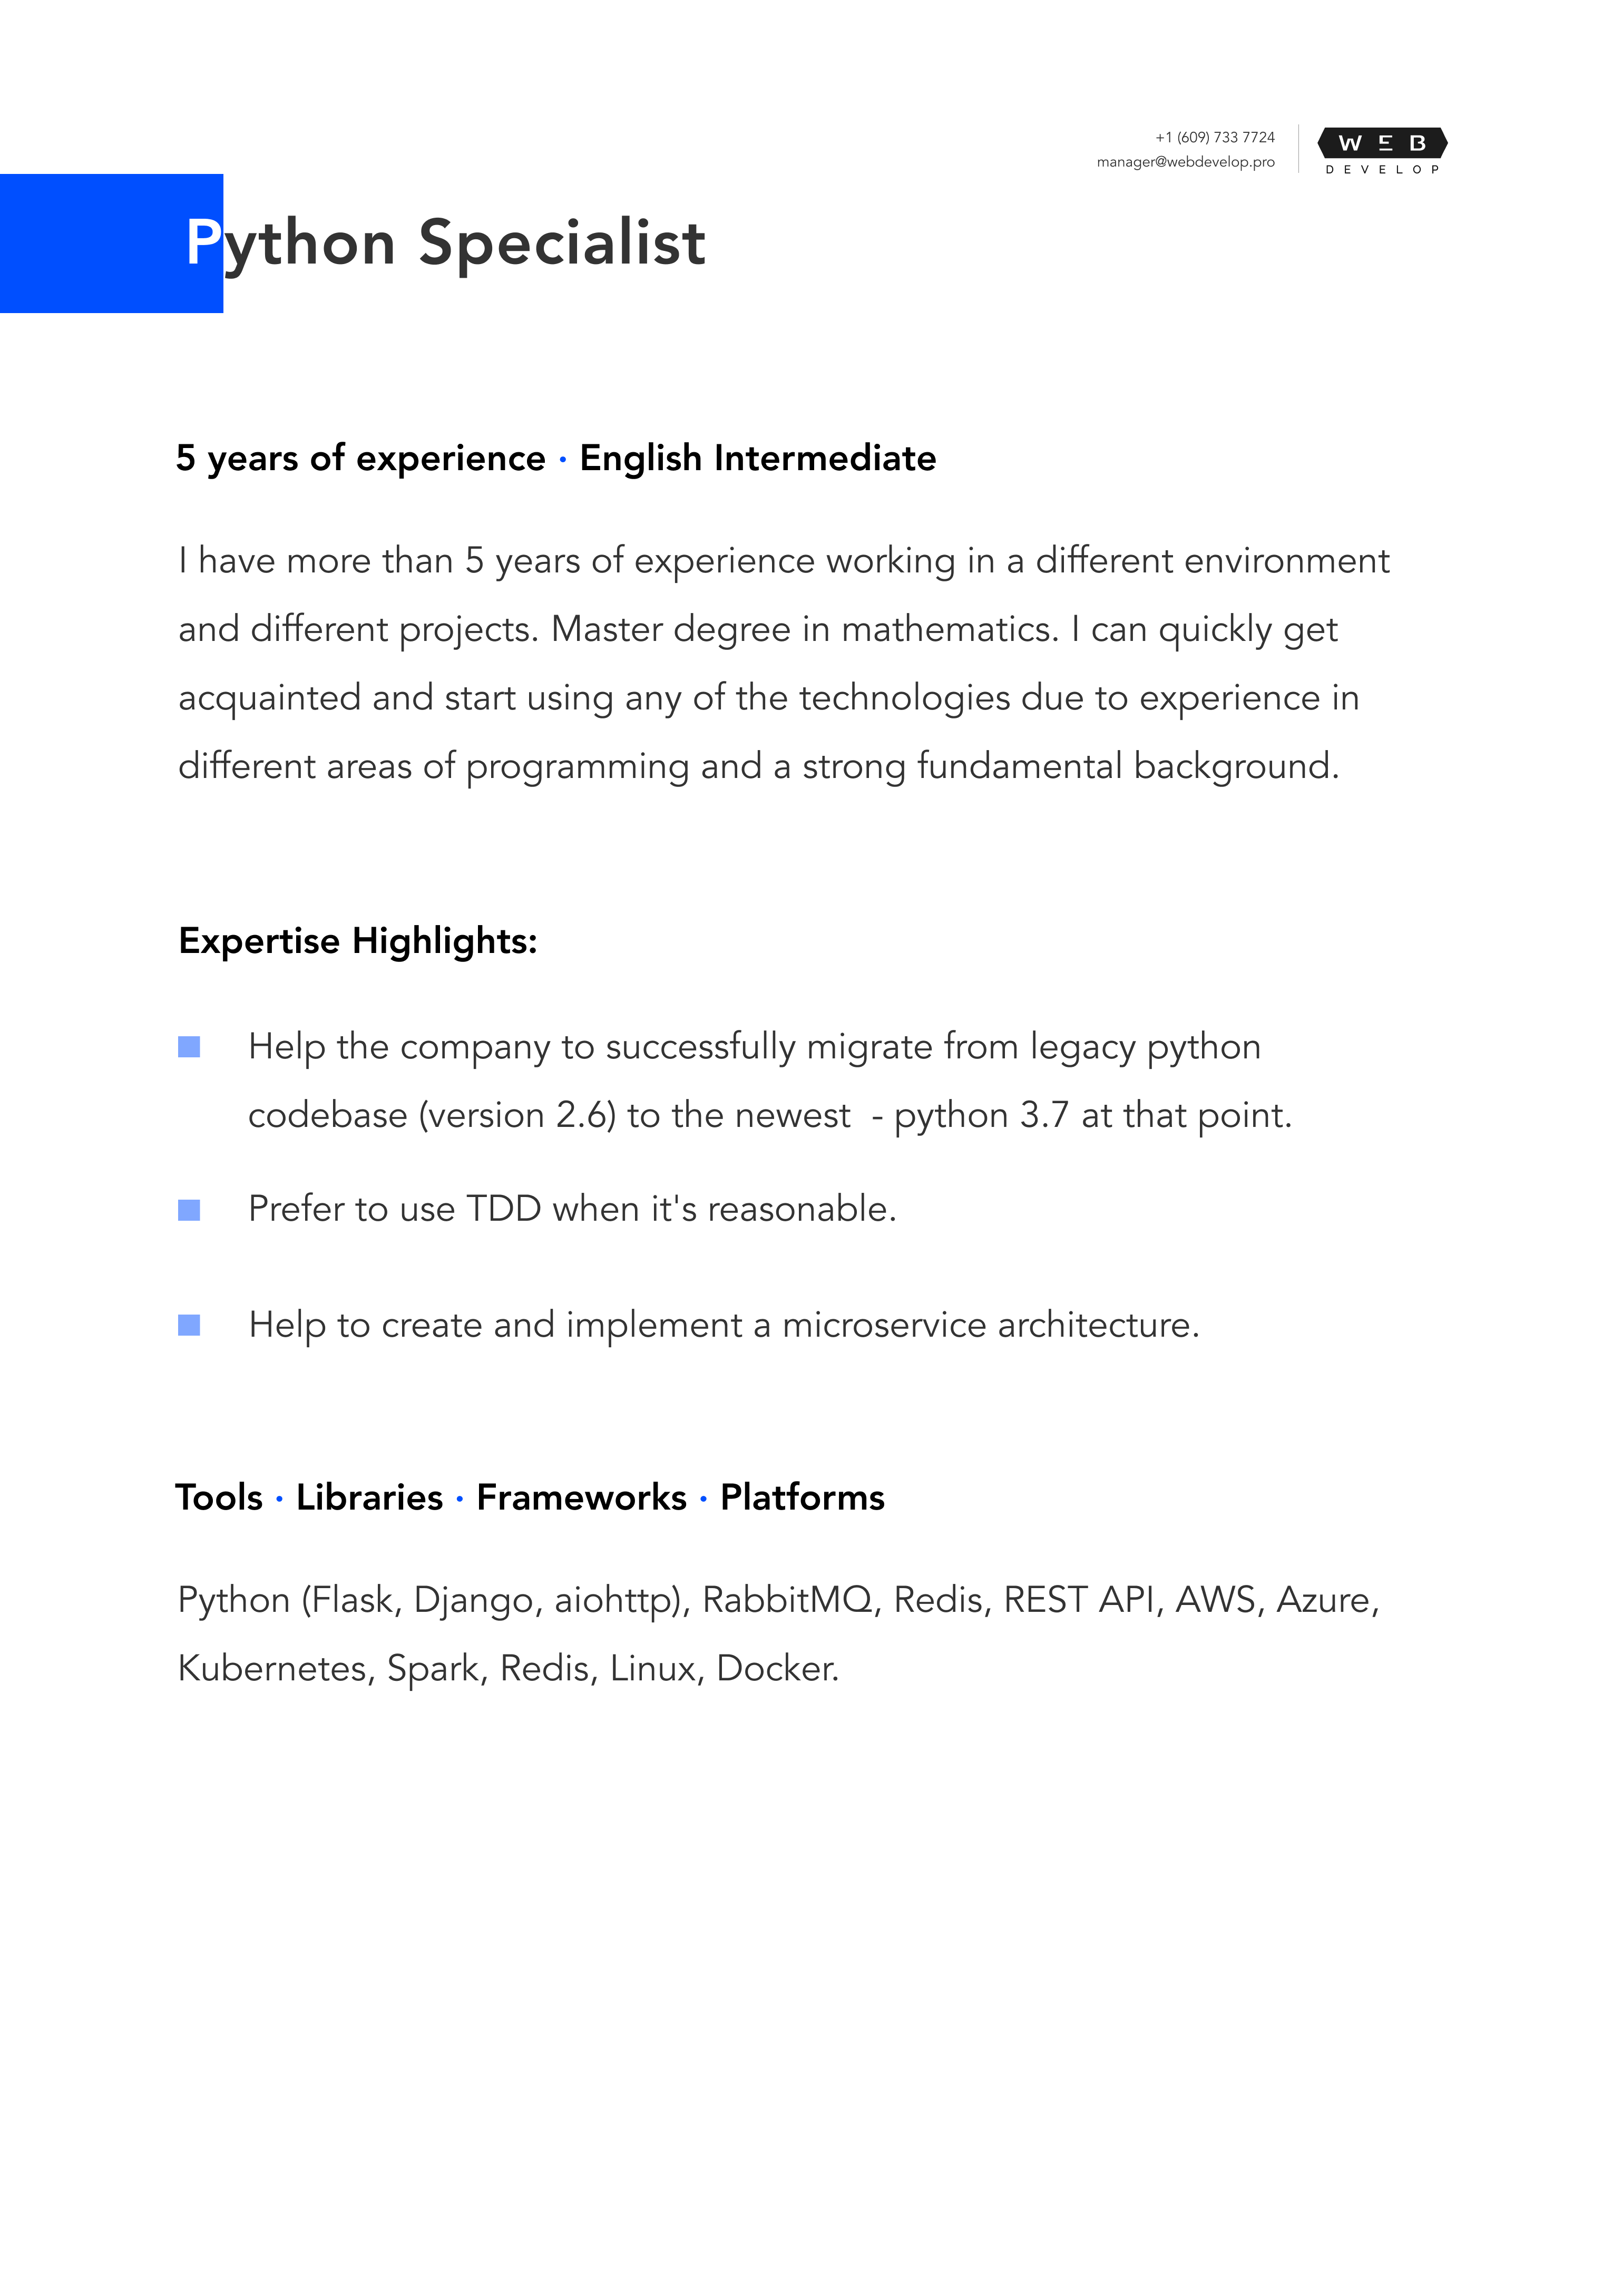 +1 (609) 733 7724
manager@webdevelop.pro
WEB
DEVELOP
Python Specialist
5 years of experience · English Intermediate
I have more than 5 years of experience working in a different environment
and different projects. Master degree in mathematics. I can quickly get
acquainted and start using any of the technologies due to experience in
different areas of programming and a strong fundamental background.
Expertise Highlights:
Help the company to successfully migrate from legacy python
codebase (version 2.6) to the newest  - python 3.7 at that point.
Prefer to use TDD when it's reasonable.
Help to create and implement a microservice architecture.
Tools · Libraries · Frameworks · Platforms
Python (Flask, Django, aiohttp), RabbitMQ, Redis, REST API, AWS, Azure,
Kubernetes, Spark, Redis, Linux, Docker.